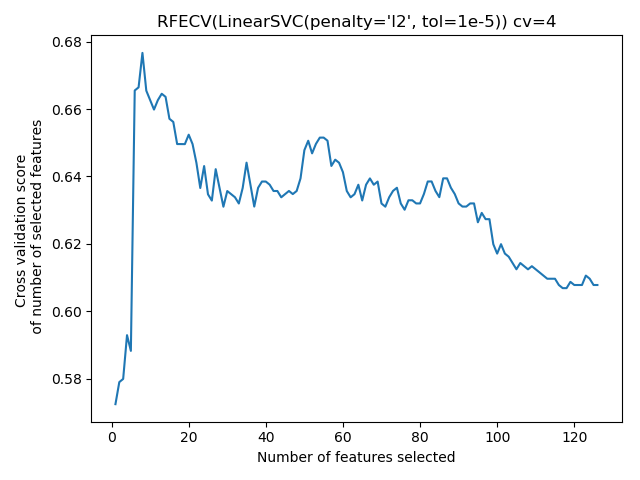 RFECV(LinearSVC(penalty='l2', tol=1e-5)) cv=4
0.68
0.66
0.64
0.62
0.60
0.58
Cross validation score
of number of selected features
0 20 40 60 80 100 120
Number of features selected